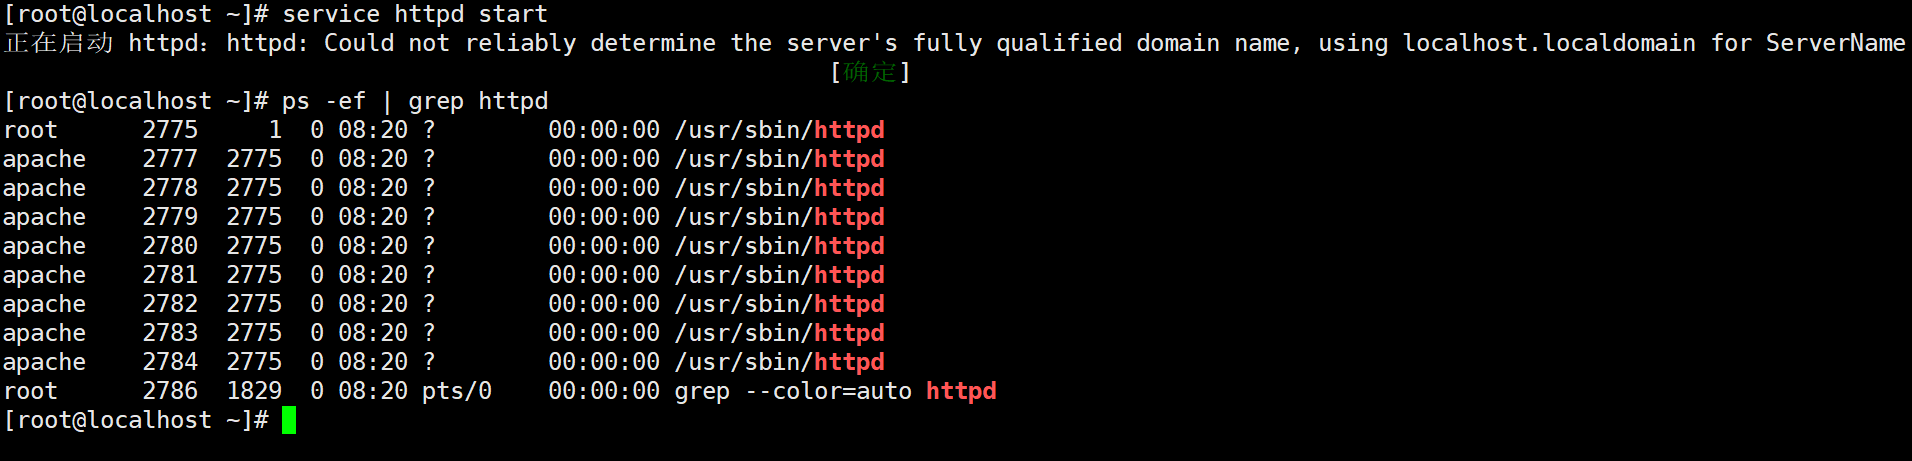 [root@localhost ~]# service httpd start
正在启动 httpd：httpd: Could not reliably determine the server's fully qualified domain name, using localhost.localdomain for ServerName
[确定]
[root@localhost ~]# ps -ef | grep httpd
root      2775     1  0 08:20 ?        00:00:00 /usr/sbin/httpd
apache    2777  2775  0 08:20 ?        00:00:00 /usr/sbin/httpd
apache    2778  2775  0 08:20 ?        00:00:00 /usr/sbin/httpd
apache    2779  2775  0 08:20 ?        00:00:00 /usr/sbin/httpd
apache    2780  2775  0 08:20 ?        00:00:00 /usr/sbin/httpd
apache    2781  2775  0 08:20 ?        00:00:00 /usr/sbin/httpd
apache    2782  2775  0 08:20 ?        00:00:00 /usr/sbin/httpd
apache    2783  2775  0 08:20 ?        00:00:00 /usr/sbin/httpd
apache    2784  2775  0 08:20 ?        00:00:00 /usr/sbin/httpd
root      2786  1829  0 08:20 pts/0    00:00:00 grep --color=auto httpd
[root@localhost ~]#